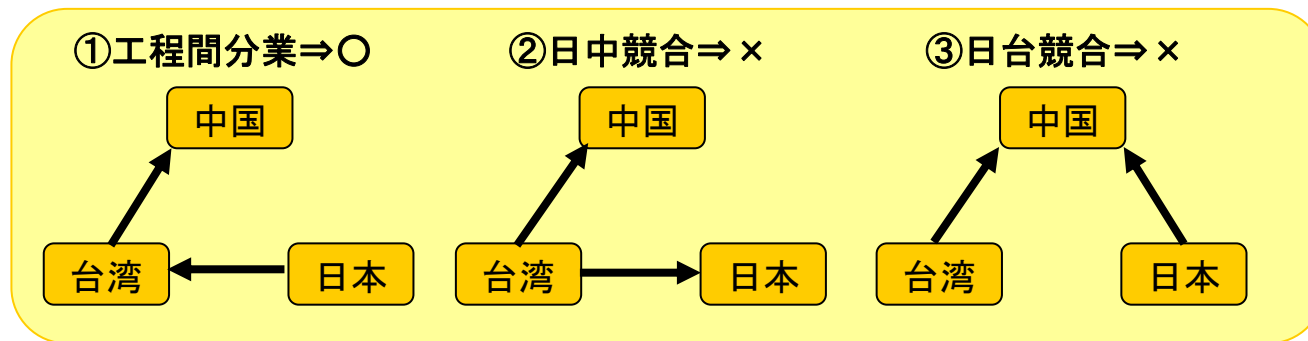 ①工程間分業⇒〇
中国
台湾
日本
②日中競合⇒×
中国
台湾
日本
③日台競合⇒×
中国
台湾
日本